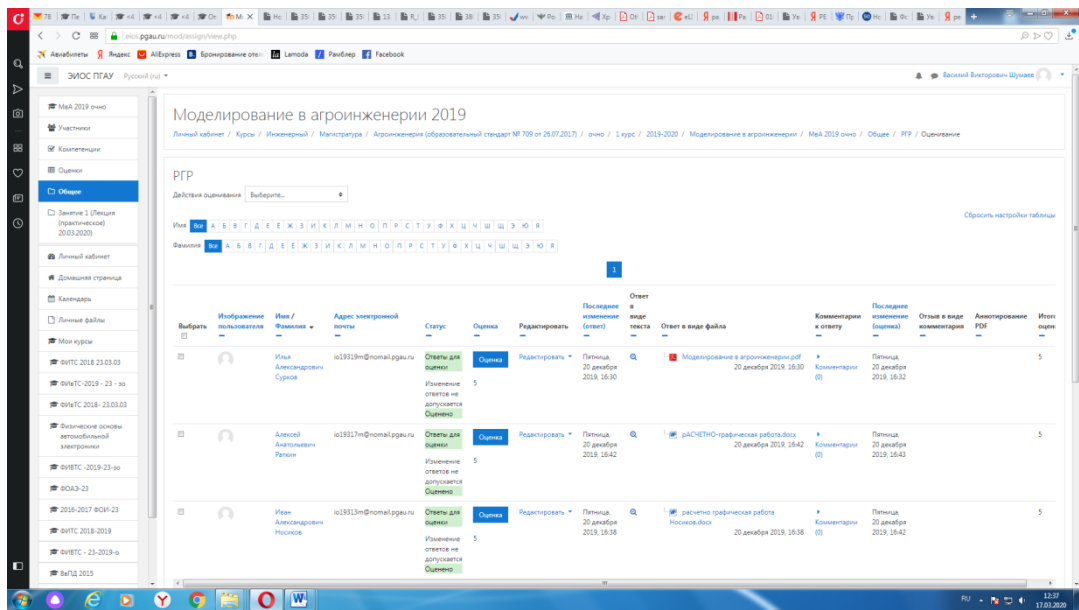 eios.pgau.ru/mod/assign/view.php
Авиабилеты Яндекс AliExpress Бронирование отел Lamoda Рамблер Facebook
ЭИОС ПГАУ Русский (ru)
Василий Викторович Шумаев
МвА 2019 очно
Участники
Компетенции
Оценки
Общее
Занятие 1 (Лекция
(практическое)
20.03.2020)
Личный кабинет
Домашняя страница
Календарь
Личные файлы
Мои курсы
ФИТС 2018 23.03.03
ФИвТС-2019 - 23 - зо
ФИвТС 2018- 23.03.03
Физические основы
автомобильной
электроники
ФИВТС -2019-23-зо
ФОАЭ-23
2016-2017 ФОИ-23
ФИТС 2018-2019
ФИВТС - 23-2019-о
ВвПД 2015
Моделирование в агроинженерии 2019
Личный кабинет / Курсы / Инженерный / Магистратура / Агроинженерия (образовательный стандарт № 709 от 26.07.2017) / очно / 1 курс / 2019-2020 / Моделирование в агроинженерии / МвА 2019 очно / Общее / РГР / Оценивание
РГР
Действия оценивания Выберите...
Сбросить настройки таблицы
Имя Все А Б В Г Д Е Ё Ж З И К Л М Н О П Р С Т У Ф Х Ц Ч Ш Щ Э Ю Я
Фамилия Все А Б В Г Д Е Ё Ж З И К Л М Н О П Р С Т У Ф Х Ц Ч Ш Щ Э Ю Я
1
Выбрать
Изображение
пользователя
Имя /
Фамилия
Адрес электронной
почты
Статус
Оценка
Редактировать
Последнее
изменение
(ответ)
Ответ
в
виде
текста
Ответ в виде файла
Комментарии
к ответу
Последнее
изменение
(оценка)
Отзыв в виде
комментария
Аннотирование
PDF
Итого
оцен
Илья
Александрович
Сурков
io19319m@nomail.pgau.ru
Ответы для
оценки
Изменение
ответов не
допускается
Оценено
Оценка
5
Редактировать
Пятница,
20 декабря
2019, 16:30
Моделирование в агроинженерии.pdf
20 декабря 2019, 16:30
Комментарии
(0)
Пятница,
20 декабря
2019, 16:32
5
Алексей
Анатольевич
Рапкин
io19317m@nomail.pgau.ru
Ответы для
оценки
Изменение
ответов не
допускается
Оценено
Оценка
5
Редактировать
Пятница,
20 декабря
2019, 16:42
рАСЧЕТНО-графическая работа.docx
20 декабря 2019, 16:42
Комментарии
(0)
Пятница,
20 декабря
2019, 16:43
5
Иван
Александрович
Носиков
io19313m@nomail.pgau.ru
Ответы для
оценки
Изменение
ответов не
допускается
Оценено
Оценка
5
Редактировать
Пятница,
20 декабря
2019, 16:38
расчетно графическая работа
Носиков.docx
20 декабря 2019, 16:38
Комментарии
(0)
Пятница,
20 декабря
2019, 16:42
5
RU
12:37
17.03.2020